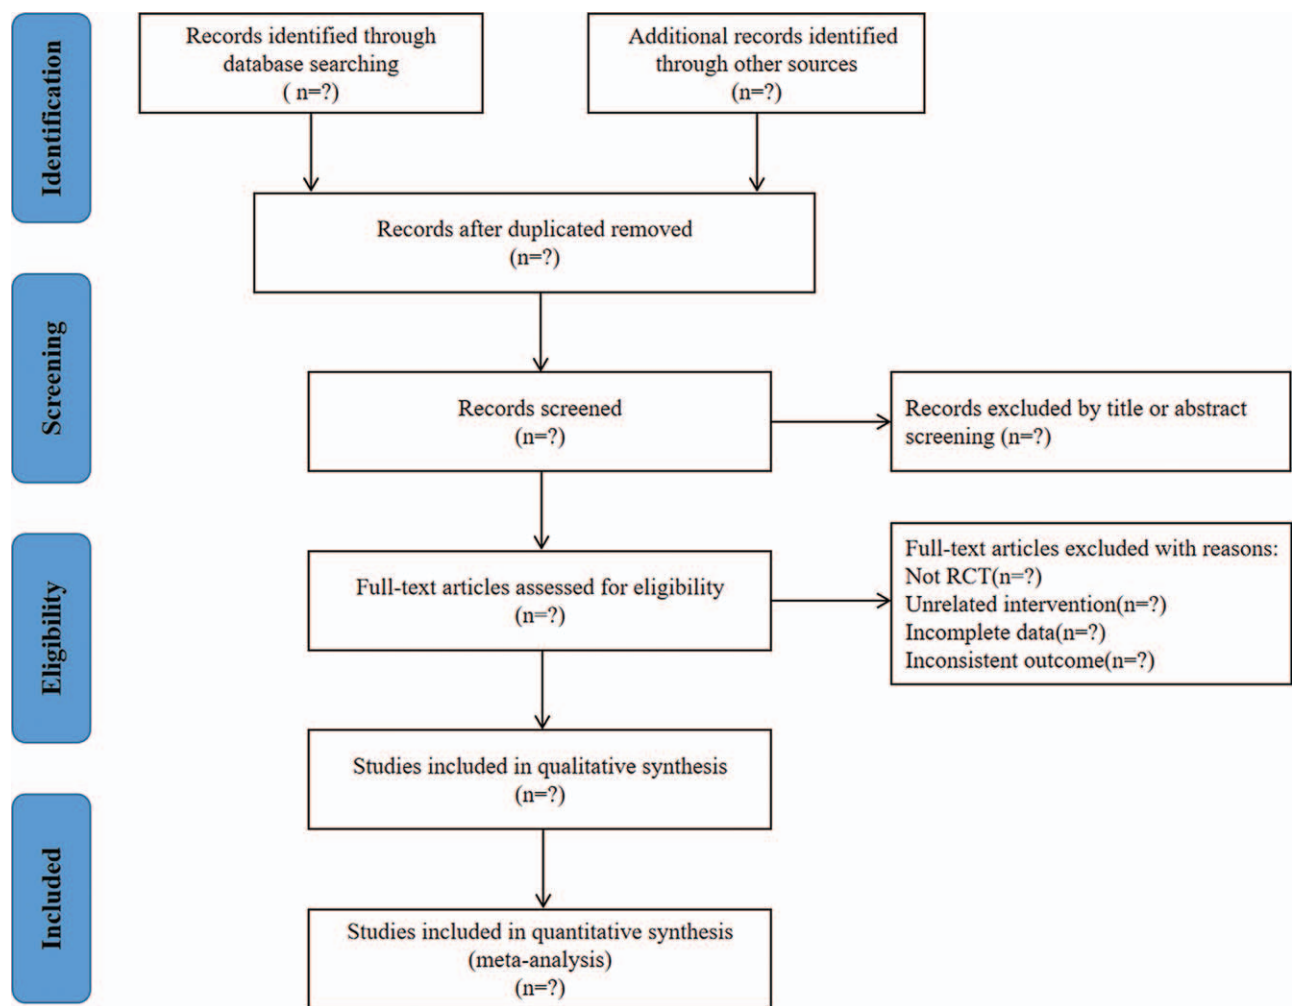 Identification
Records identified through
database searching
( n=?)
Additional records identified
through other sources
(n=?)
Records after duplicated removed
(n=?)
Screening
Records screened
(n=?)
Records excluded by title or abstract
screening (n=?)
Eligibility
Full-text articles assessed for eligibility
(n=?)
Full-text articles excluded with reasons:
Not RCT(n=?)
Unrelated intervention(n=?)
Incomplete data(n=?)
Inconsistent outcome(n=?)
Studies included in qualitative synthesis
(n=?)
Included
Studies included in quantitative synthesis
(meta-analysis)
(n=?)